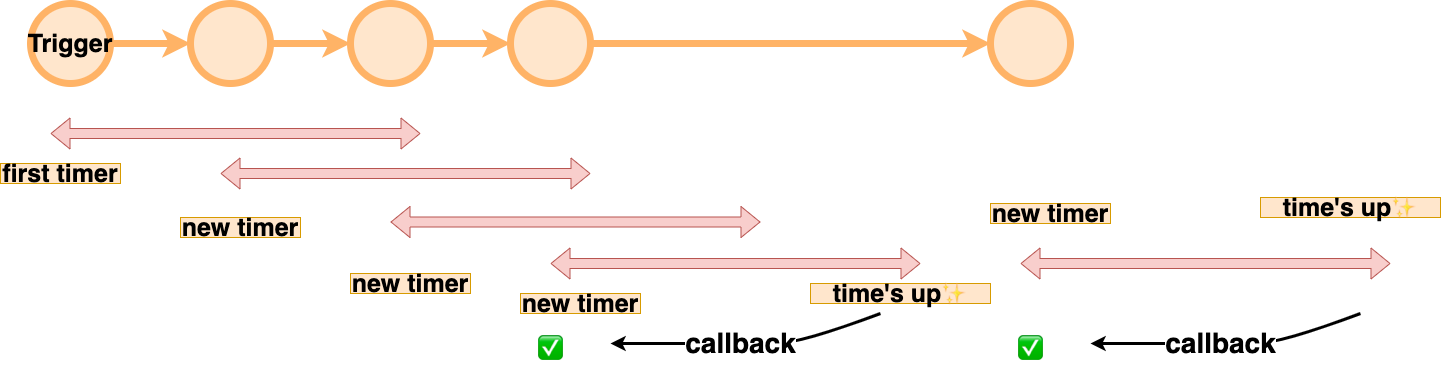 Trigger
first timer
new timer
new timer
new timer
time's up✨
callback
✅
new timer
time's up✨
callback
✅